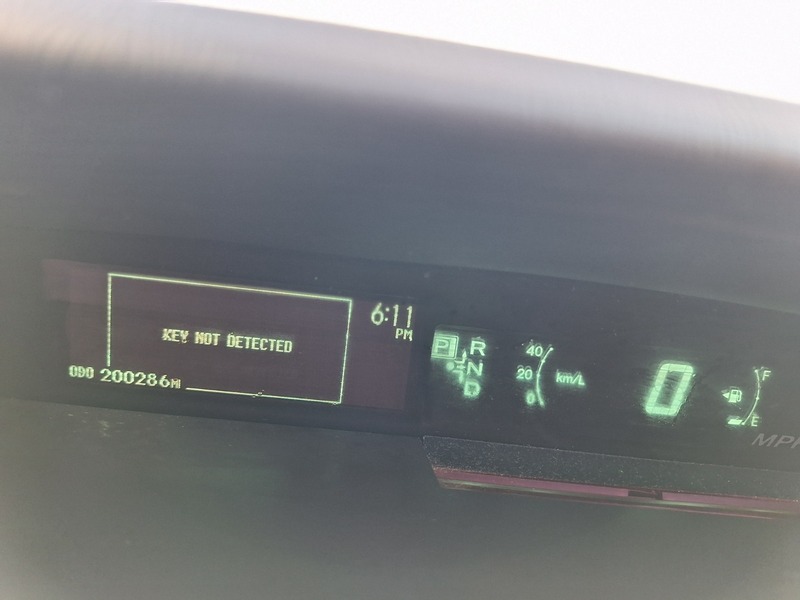 KEY NOT DETECTED
6:11
PM
ODO 200286MI
P
R
N
D
40
20
0
km/L
0
F
E